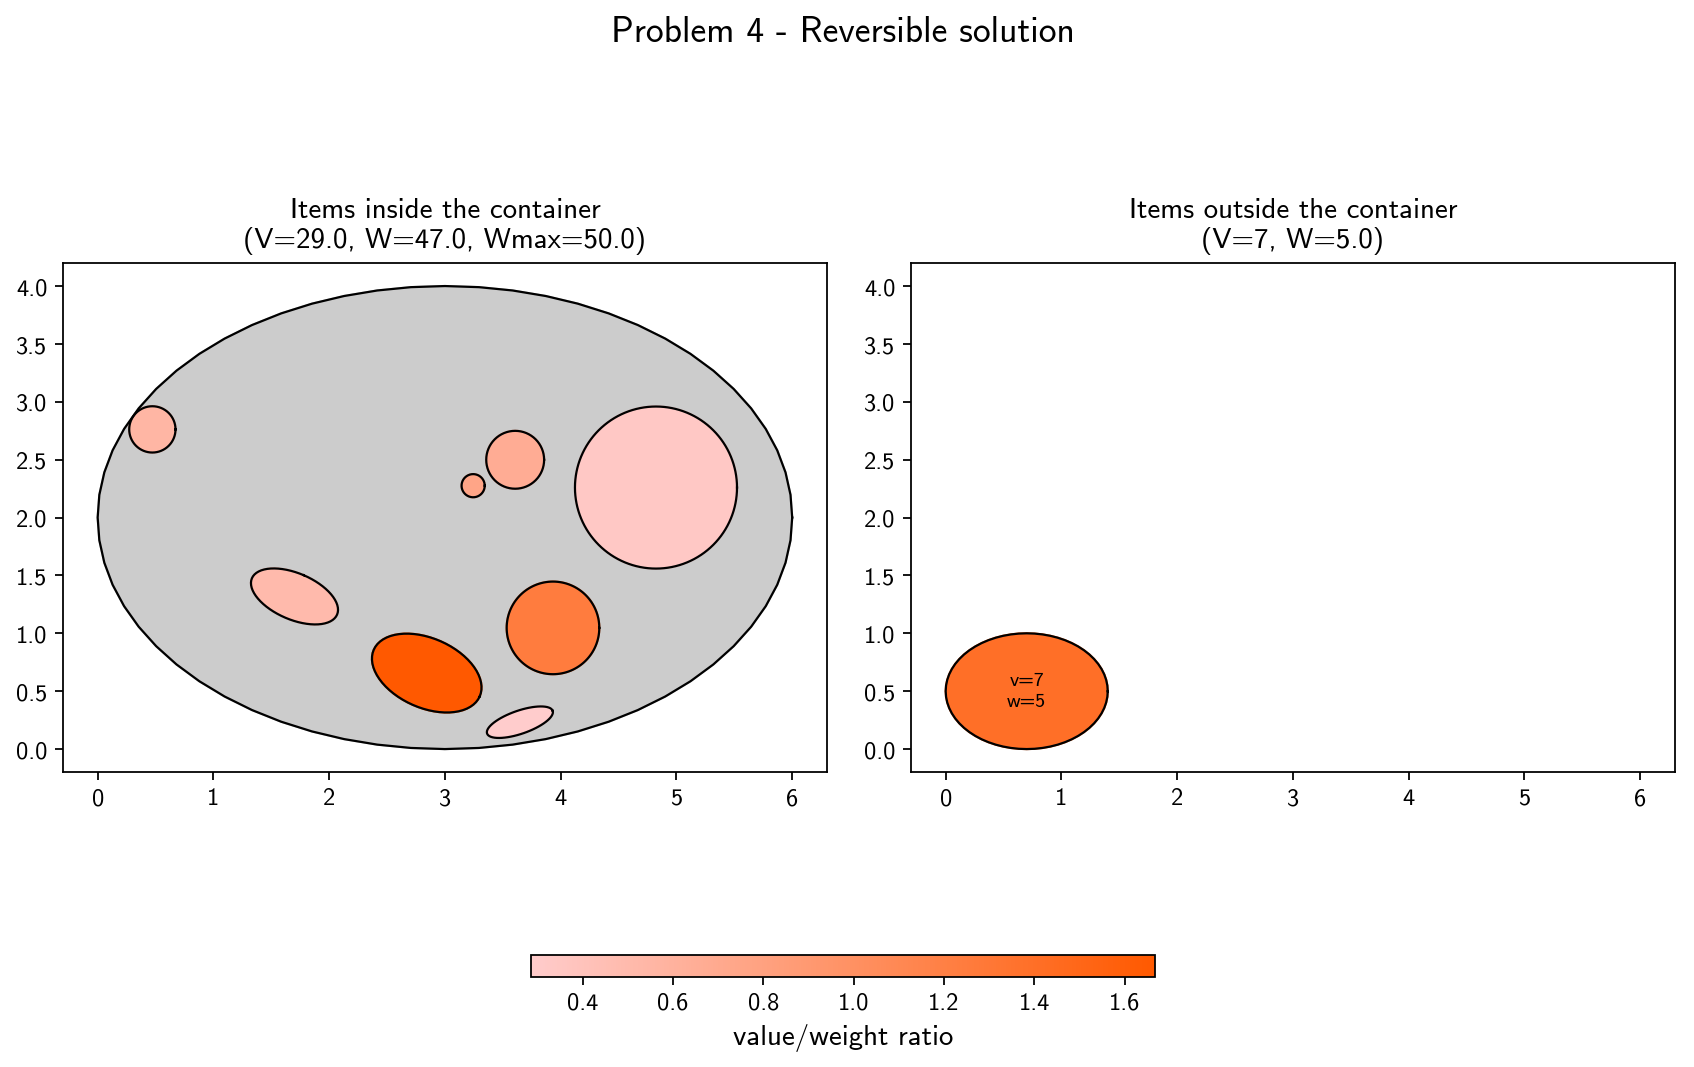 Problem 4 - Reversible solution
Items inside the container
(V=29.0, W=47.0, Wmax=50.0)
4.0
3.5
3.0
2.5
2.0
1.5
1.0
0.5
0.0
0 1 2 3 4 5 6
Items outside the container
(V=7, W=5.0)
4.0
3.5
3.0
2.5
2.0
1.5
1.0
0.5
0.0
v=7
w=5
0 1 2 3 4 5 6
0.4 0.6 0.8 1.0 1.2 1.4 1.6
value/weight ratio